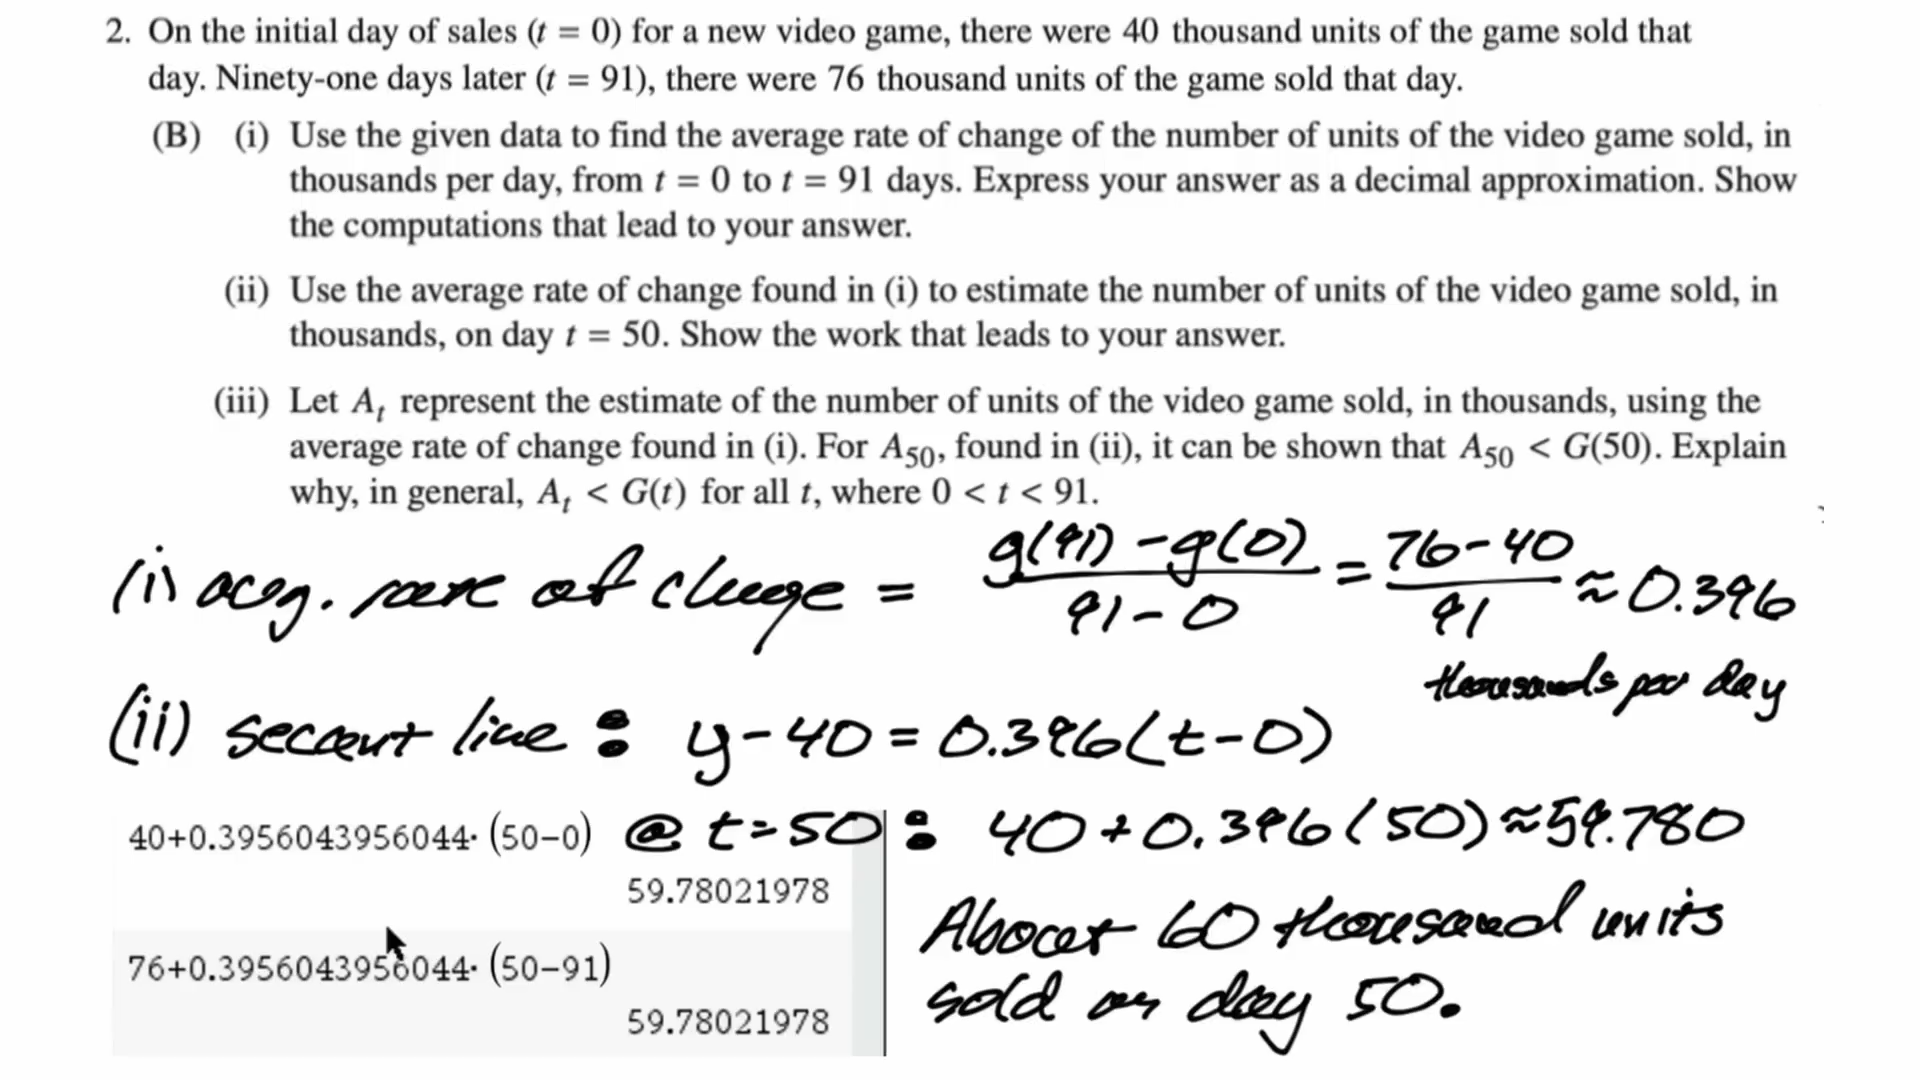 2. On the initial day of sales (t = 0) for a new video game, there were 40 thousand units of the game sold that
day. Ninety-one days later (t = 91), there were 76 thousand units of the game sold that day.
(B) (i) Use the given data to find the average rate of change of the number of units of the video game sold, in
thousands per day, from t = 0 to t = 91 days. Express your answer as a decimal approximation. Show
the computations that lead to your answer.
(ii) Use the average rate of change found in (i) to estimate the number of units of the video game sold, in
thousands, on day t = 50. Show the work that leads to your answer.
(iii) Let Aₜ represent the estimate of the number of units of the video game sold, in thousands, using the
average rate of change found in (i). For A₅₀, found in (ii), it can be shown that A₅₀ < G(50). Explain
why, in general, Aₜ < G(t) for all t, where 0 < t < 91.
(i) avg. rate of change = g(91) - g(0) / 91 - 0 = 76 - 40 / 91 ≈ 0.396
thousands per day
(ii) secant line : y - 40 = 0.396(t - 0)
@ t = 50 : 40 + 0.396(50) ≈ 59.780
About 60 thousand units
sold on day 50.
40+0.3956043956044· (50−0)
59.78021978
76+0.3956043956044· (50−91)
59.78021978